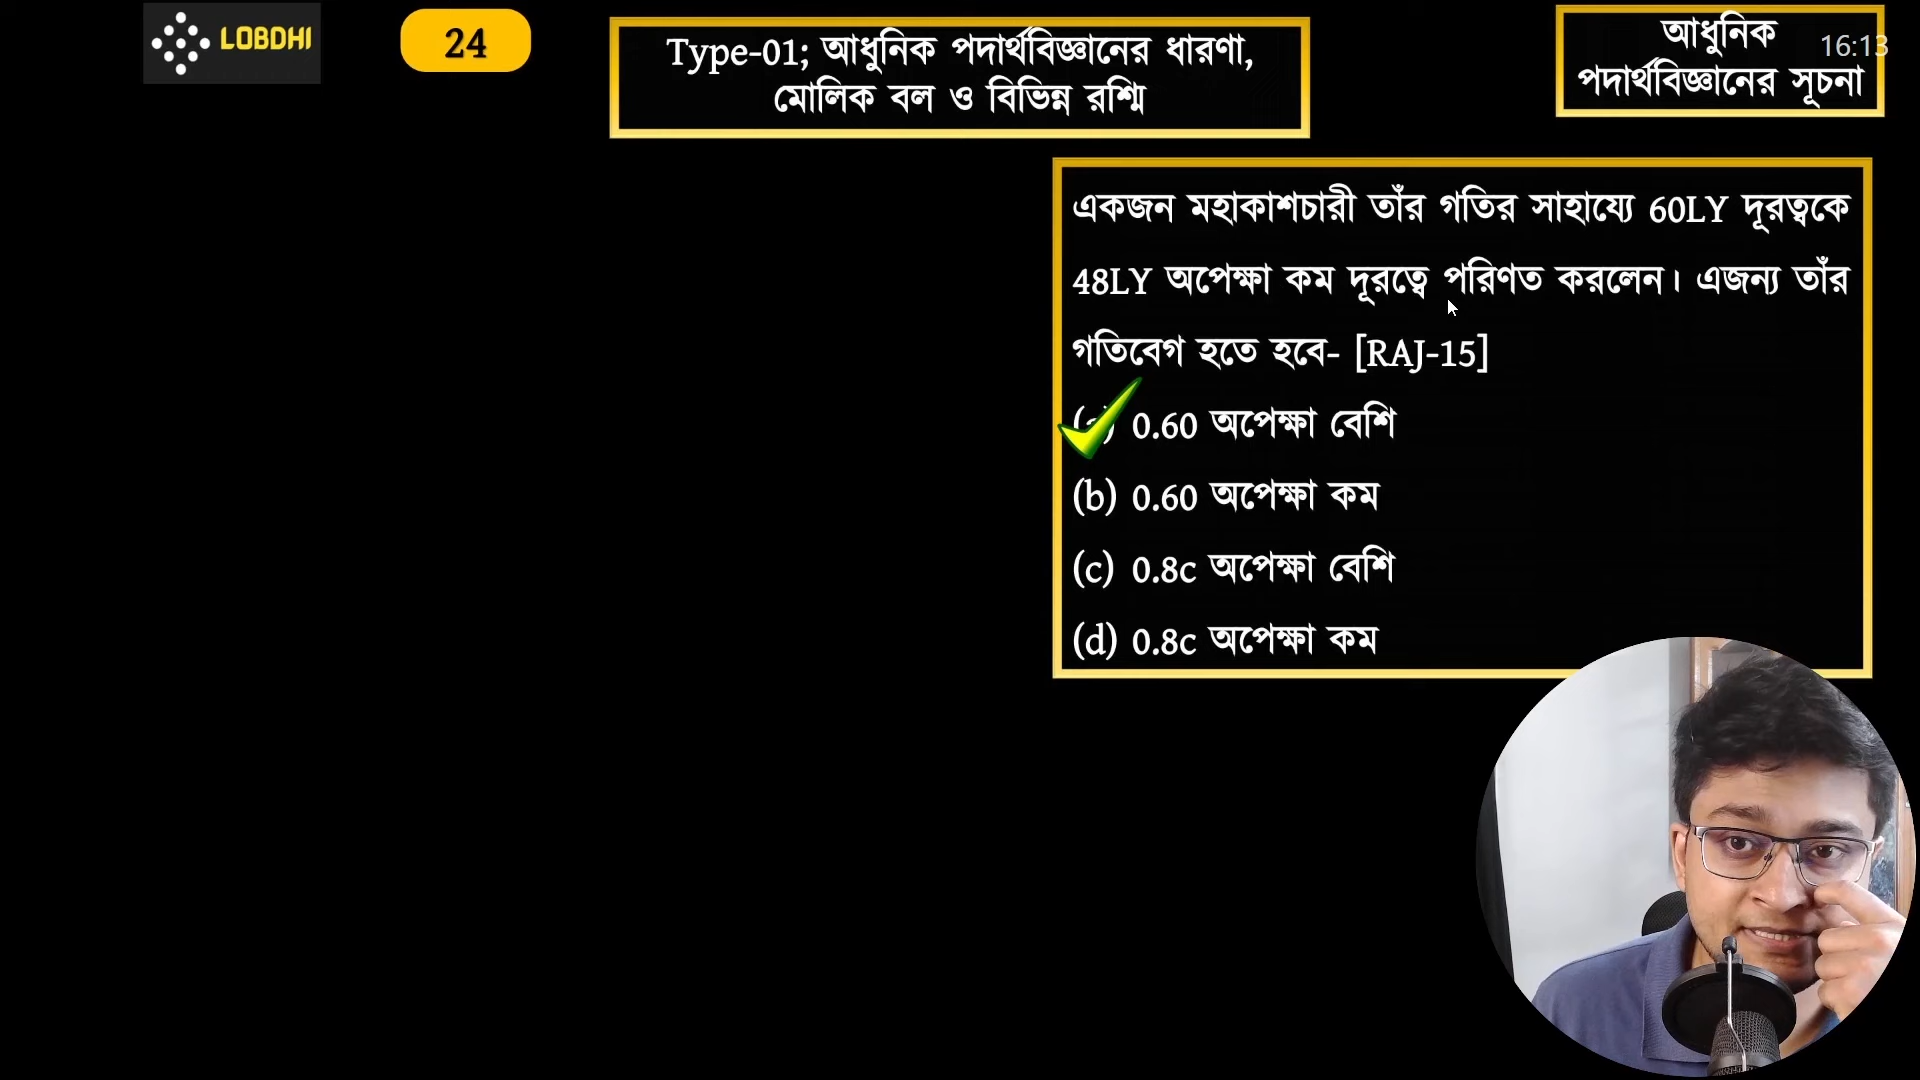 LOBDHI
24
Type-01; আধুনিক পদার্থবিজ্ঞানের ধারণা,
মোলিক বল ও বিভিন্ন রশ্মি
আধুনিক
16:13
পদার্থবিজ্ঞানের সূচনা
একজন মহাকাশচারী তাঁর গতির সাহায্যে 60LY দূরত্বকে
48LY অপেক্ষা কম দূরত্বে পরিণত করলেন। এজন্য তাঁর
গতিবেগ হতে হবে- [RAJ-15]
0.60 অপেক্ষা বেশি
(b) 0.60 অপেক্ষা কম
(c) 0.8c অপেক্ষা বেশি
(d) 0.8c অপেক্ষা কম